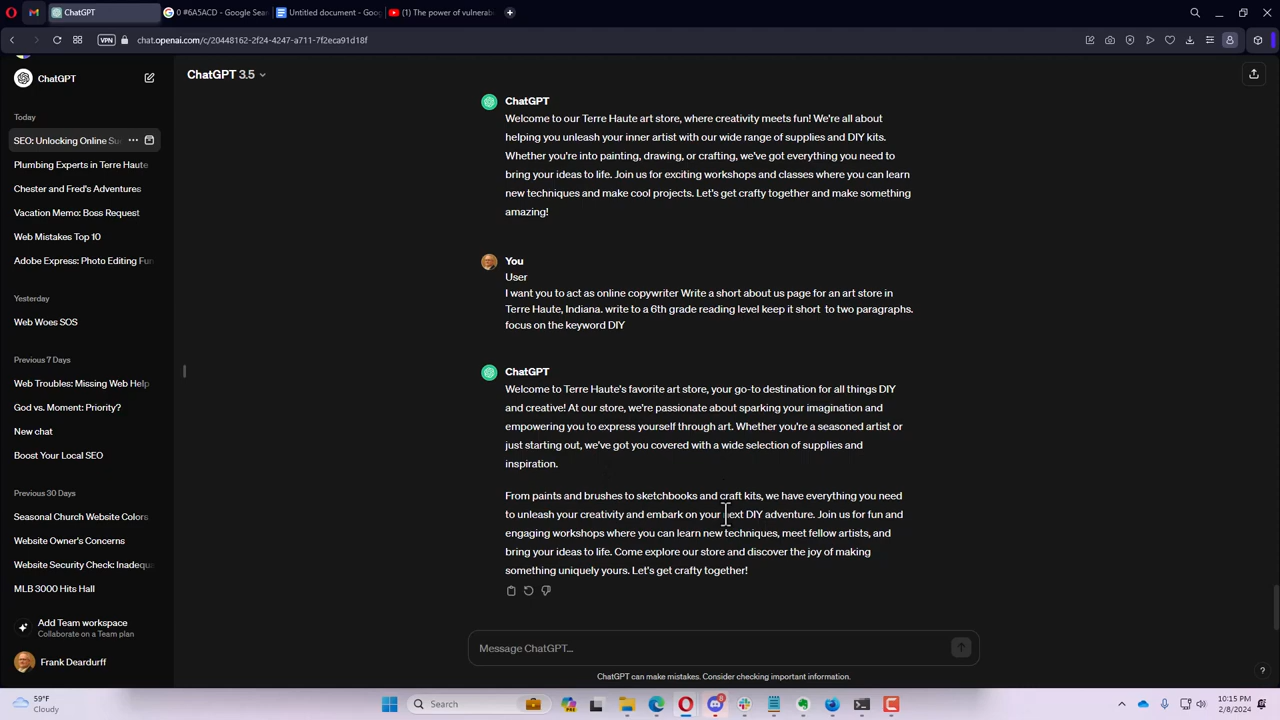 ChatGPT
0 #6A5ACD - Google Sea
Untitled document - Goo
(1) The power of vulnerab
VPN
chat.openai.com/c/20448162-2f24-4247-a711-7f2eca91d18f
ChatGPT
Today
SEO: Unlocking Online Su
Plumbing Experts in Terre Haute
Chester and Fred's Adventures
Vacation Memo: Boss Request
Web Mistakes Top 10
Adobe Express: Photo Editing Fun
Yesterday
Web Woes SOS
Previous 7 Days
Web Troubles: Missing Web Help
God vs. Moment: Priority?
New chat
Boost Your Local SEO
Previous 30 Days
Seasonal Cleaning Showdown
Website Owner's Concerns
Website Security Check: Inadequa
MLB 3000 Hits Hall
Add Team workspace
Collaborate on a Team plan
Frank Deardurff
ChatGPT 3.5
ChatGPT
Welcome to our Terre Haute art store, where creativity meets fun! We're all about
helping you unleash your inner artist with our wide range of supplies and DIY kits.
Whether you're into painting, drawing, or crafting, we've got everything you need to
bring your ideas to life. Join us for exciting workshops and classes where you can learn
new techniques and make cool projects. Let's get crafty together and make something
amazing!
You
User
I want you to act as online copywriter Write a short about us page for an art store in
Terre Haute, Indiana. write to a 6th grade reading level keep it short to two paragraphs.
focus on the keyword DIY
ChatGPT
Welcome to Terre Haute's favorite art store, your go-to destination for all things DIY
and creative! At our store, we're passionate about sparking your imagination and
empowering you to express yourself through art. Whether you're a seasoned artist or
just starting out, we've got you covered with a wide selection of supplies and
inspiration.
From paints and brushes to sketchbooks and craft kits, we have everything you need
to unleash your creativity and embark on your next DIY adventure. Join us for fun and
engaging workshops where you can learn new techniques, meet fellow artists, and
bring your ideas to life. Come explore our store and discover the joy of making
something uniquely yours. Let's get crafty together!
Message ChatGPT...
ChatGPT can make mistakes. Consider checking important information.
?
59°F
Cloudy
Search
10:15 PM
2/8/2024